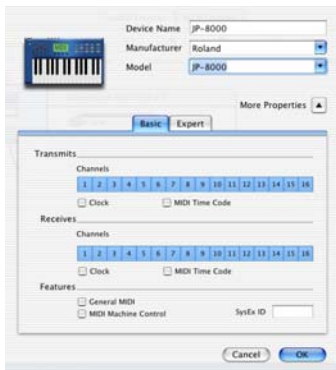 Device Name JP-8000
Manufacturer Roland
Model JP-8000
More Properties
Basic Expert
Transmits
Channels
1 2 3 4 5 6 7 8 9 10 11 12 13 14 15 16
Clock MIDI Time Code
Receives
Channels
1 2 3 4 5 6 7 8 9 10 11 12 13 14 15 16
Clock MIDI Time Code
Features
General MIDI
MIDI Machine Control SysEx ID
Cancel OK